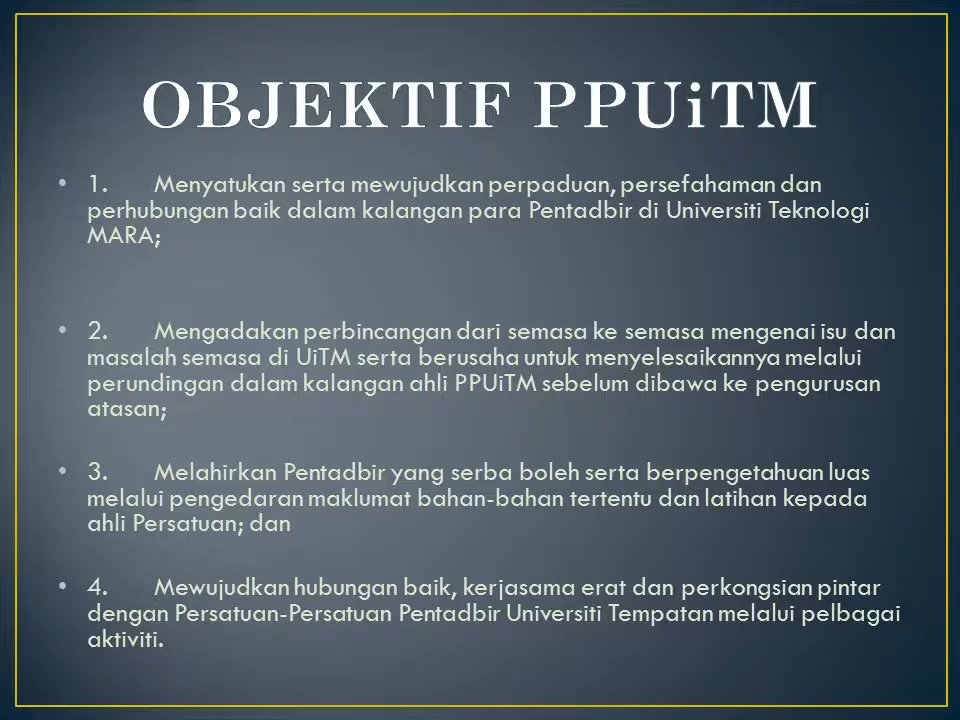 OBJEKTIF PPUiTM
• 1. Menyatukan serta mewujudkan perpaduan, persefahaman dan
perhubungan baik dalam kalangan para Pentadbir di Universiti Teknologi
MARA;
• 2. Mengadakan perbincangan dari semasa ke semasa mengenai isu dan
masalah semasa di UiTM serta berusaha untuk menyelesaikannya melalui
perundingan dalam kalangan ahli PPUiTM sebelum dibawa ke pengurusan
atasan;
• 3. Melahirkan Pentadbir yang serba boleh serta berpengetahuan luas
melalui pengedaran maklumat bahan-bahan tertentu dan latihan kepada
ahli Persatuan; dan
• 4. Mewujudkan hubungan baik, kerjasama erat dan perkongsian pintar
dengan Persatuan-Persatuan Pentadbir Universiti Tempatan melalui pelbagai
aktiviti.